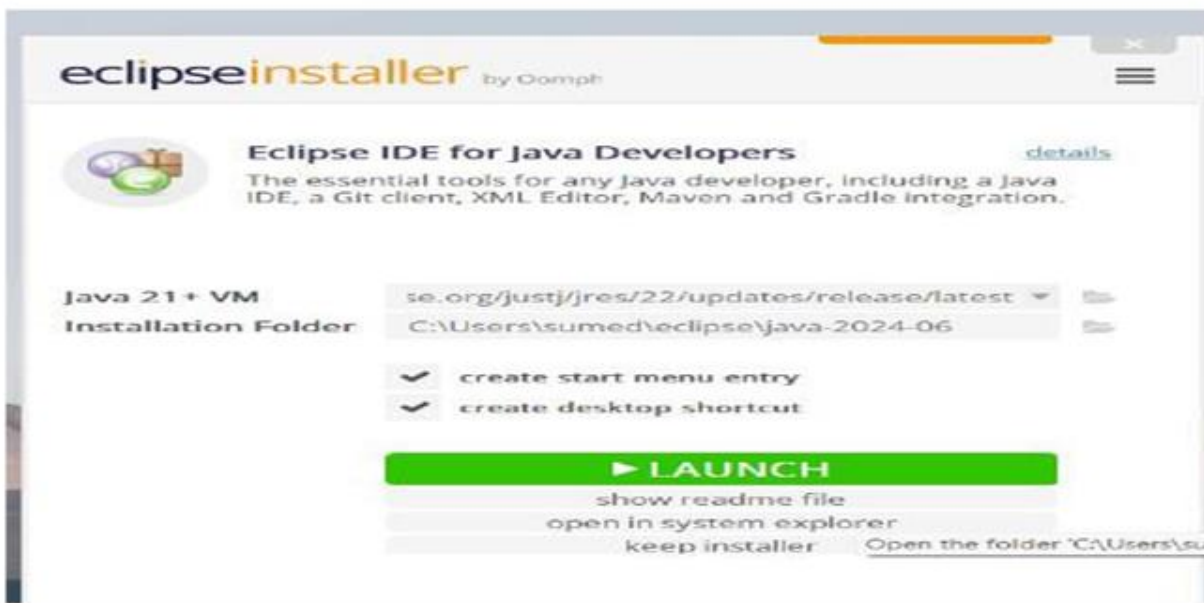 eclipseinstaller by Oomph
Eclipse IDE for Java Developers
details
The essential tools for any Java developer, including a Java
IDE, a Git client, XML Editor, Maven and Gradle integration.
Java 21+ VM
se.org/justj/jres/22/updates/release/latest
Installation Folder
C:\Users\sumed\eclipse\java-2024-06
create start menu entry
create desktop shortcut
LAUNCH
show readme file
open in system explorer
keep installer
Open the folder 'C:\Users\su